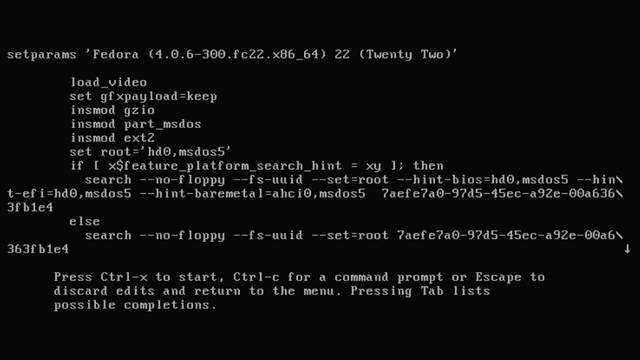 setparams 'Fedora (4.0.6-300.fc22.x86_64) 22 (Twenty Two)'
load_video
set gfxpayload=keep
insmod gzio
insmod part_msdos
insmod ext2
set root='hd0,msdos5'
if [ x$feature_platform_search_hint = xy ]; then
search --no-floppy --fs-uuid --set=root --hint-bios=hd0,msdos5 --hin\
t-efi=hd0,msdos5 --hint-baremetal=ahci0,msdos5  7aefe7a0-97d5-45ec-a92e-00a636\
3fb1e4
else
search --no-floppy --fs-uuid --set=root 7aefe7a0-97d5-45ec-a92e-00a6\
363fb1e4 ↓
Press Ctrl-x to start, Ctrl-c for a command prompt or Escape to
discard edits and return to the menu. Pressing Tab lists
possible completions.